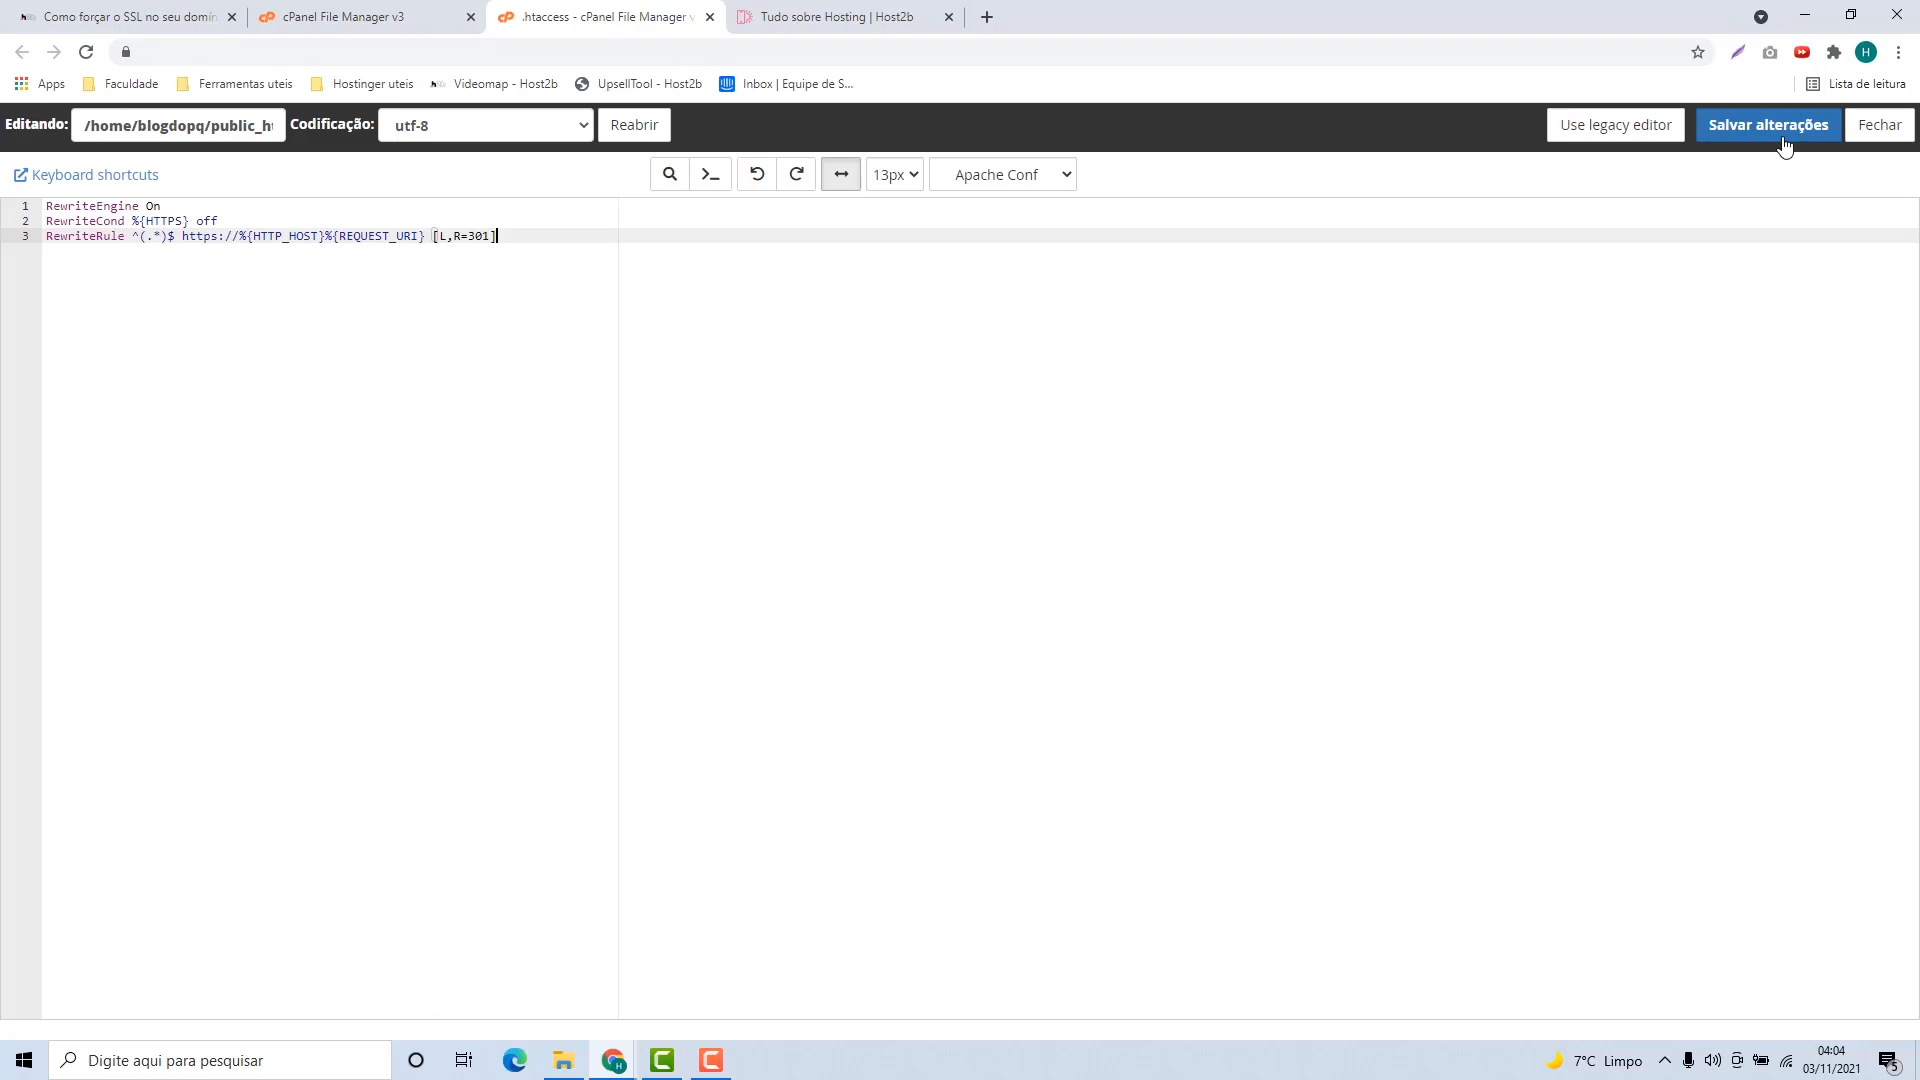 Como forçar o SSL no seu domín
cPanel File Manager v3
.htaccess - cPanel File Manager v
Tudo sobre Hosting | Host2b
H
Apps
Faculdade
Ferramentas uteis
Hostinger uteis
Videomap - Host2b
UpsellTool - Host2b
Inbox | Equipe de S...
Lista de leitura
Editando:
/home/blogdopq/public_ht
Codificação:
utf-8
Reabrir
Use legacy editor
Salvar alterações
Fechar
Keyboard shortcuts
13px
Apache Conf
1 RewriteEngine On
2 RewriteCond %{HTTPS} off
3 RewriteRule ^(.*)$ https://%{HTTP_HOST}%{REQUEST_URI} [L,R=301]
Digite aqui para pesquisar
7°C Limpo
04:04
03/11/2021
5